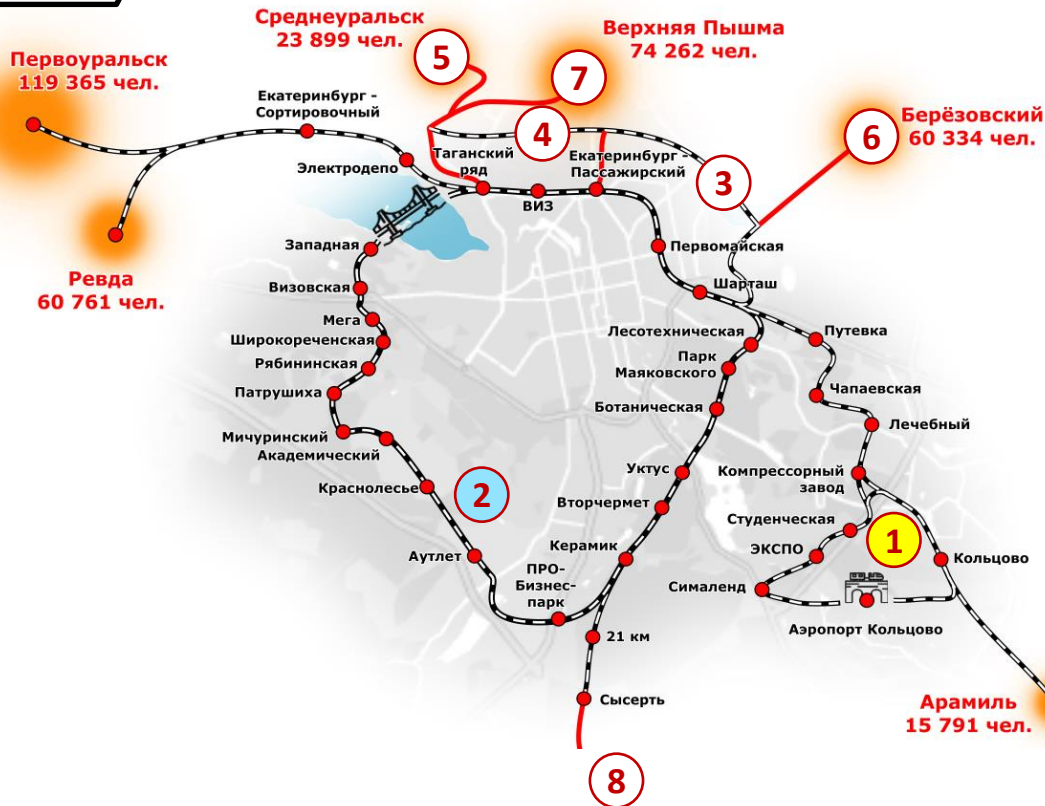 Среднеуральск
23 899 чел.
5
Верхняя Пышма
74 262 чел.
7
Первоуральск
119 365 чел.
Екатеринбург -
Сортировочный
4
6
Берёзовский
60 334 чел.
Электродепо
Таганский
ряд
Екатеринбург -
Пассажирский
3
ВИЗ
Западная
Первомайская
Ревда
60 761 чел.
Визовская
Шарташ
Мега
Широкореченская
Лесотехническая
Путевка
Рябининская
Парк
Маяковского
Патрушиха
Чапаевская
Ботаническая
Мичуринский
Академический
Лечебный
Краснолесье
2
Уктус
Компрессорный
завод
Вторчермет
Студенческая
1
Аутлет
Керамик
ЭКСПО
Кольцово
ПРО-
Бизнес-
парк
Сималенд
Аэропорт Кольцово
21 км
Сысерть
Арамиль
15 791 чел.
8